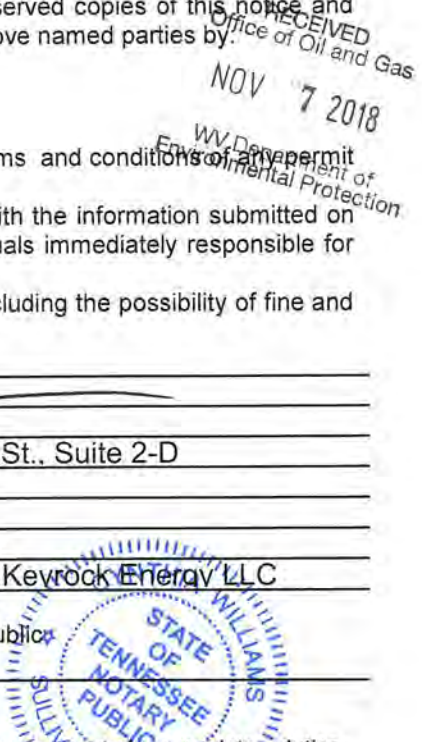 served copies of this notice and
ove named parties by:
RECEIVED
Office of Oil and Gas
NOV 7 2018
WV Department of
Environmental Protection
ms and conditions of any permit
ith the information submitted on
uals immediately responsible for
cluding the possibility of fine and
St., Suite 2-D
Keyrock Energy LLC
ublic
CYNTHIA WILLIAMS
STATE
OF
TENNESSEE
NOTARY
PUBLIC
SULLIV